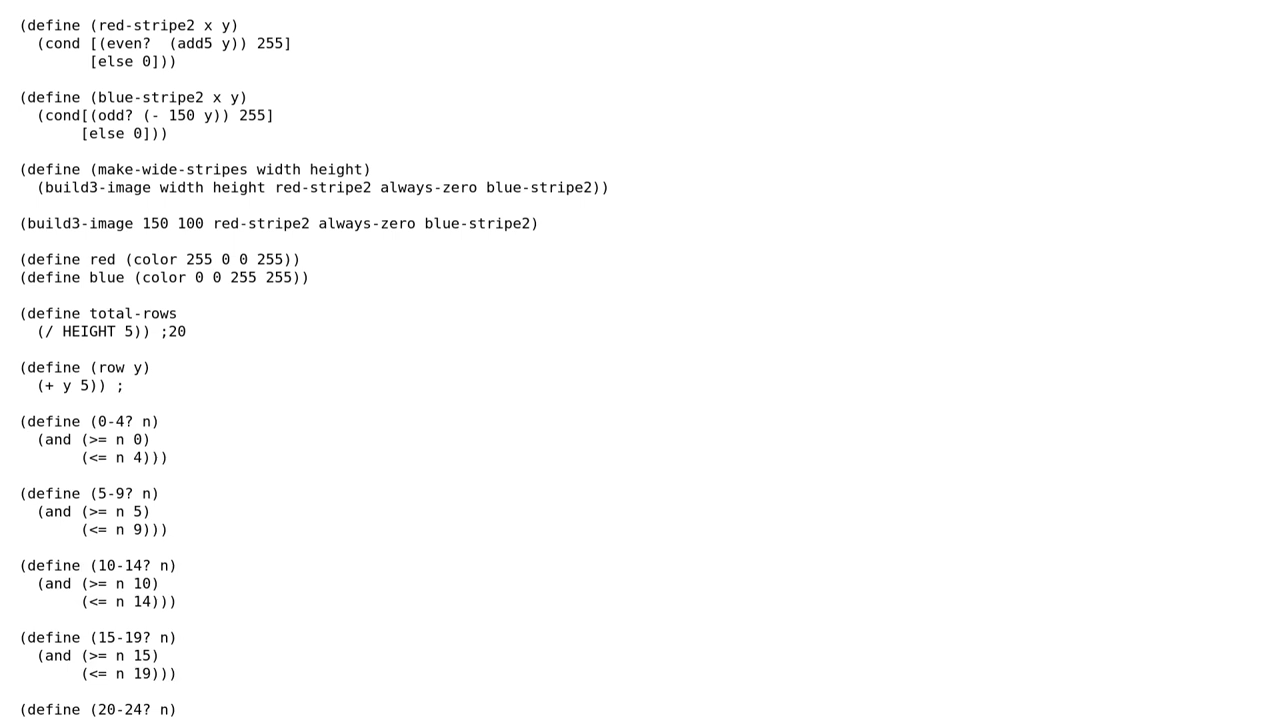 (define (red-stripe2 x y)
  (cond [(even?  (add5 y)) 255]
        [else 0]))

(define (blue-stripe2 x y)
  (cond[(odd? (- 150 y)) 255]
       [else 0]))

(define (make-wide-stripes width height)
  (build3-image width height red-stripe2 always-zero blue-stripe2))

(build3-image 150 100 red-stripe2 always-zero blue-stripe2)

(define red (color 255 0 0 255))
(define blue (color 0 0 255 255))

(define total-rows
  (/ HEIGHT 5)) ;20

(define (row y)
  (+ y 5)) ;

(define (0-4? n)
  (and (>= n 0)
       (<= n 4)))

(define (5-9? n)
  (and (>= n 5)
       (<= n 9)))

(define (10-14? n)
  (and (>= n 10)
       (<= n 14)))

(define (15-19? n)
  (and (>= n 15)
       (<= n 19)))

(define (20-24? n)